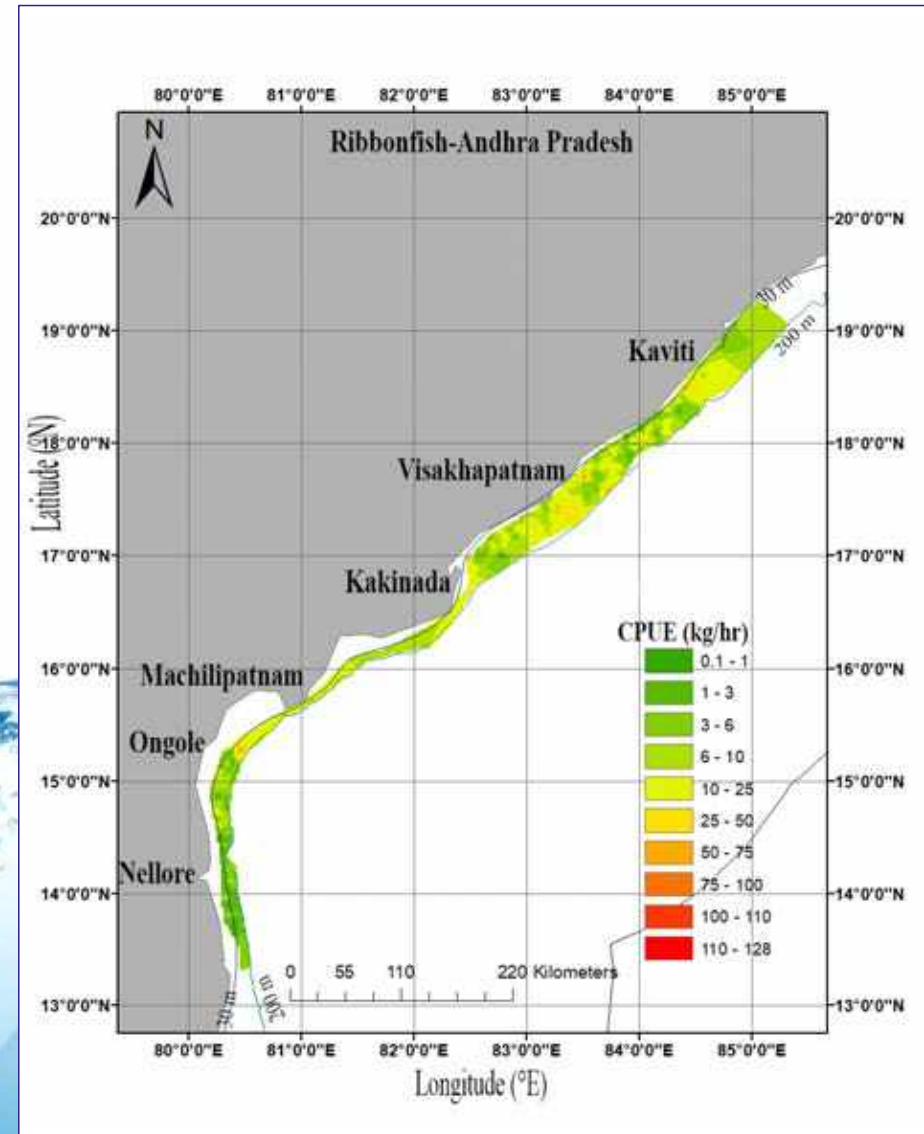 80°0'0"E 81°0'0"E 82°0'0"E 83°0'0"E 84°0'0"E 85°0'0"E
N
Ribbonfish-Andhra Pradesh
20°0'0"N 20°0'0"N
30 m
19°0'0"N 19°0'0"N
200 m
Kaviti
18°0'0"N 18°0'0"N
Latitude (°N)
Visakhapatnam
17°0'0"N 17°0'0"N
Kakinada
CPUE (kg/hr)
0.1 - 1
16°0'0"N 16°0'0"N
Machilipatnam
1 - 3
3 - 6
Ongole
6 - 10
15°0'0"N 15°0'0"N
10 - 25
25 - 50
50 - 75
Nellore
14°0'0"N 14°0'0"N
75 - 100
100 - 110
110 - 128
0 55 110 220 Kilometers
13°0'0"N 13°0'0"N
30 m
200 m
80°0'0"E 81°0'0"E 82°0'0"E 83°0'0"E 84°0'0"E 85°0'0"E
Longitude (°E)